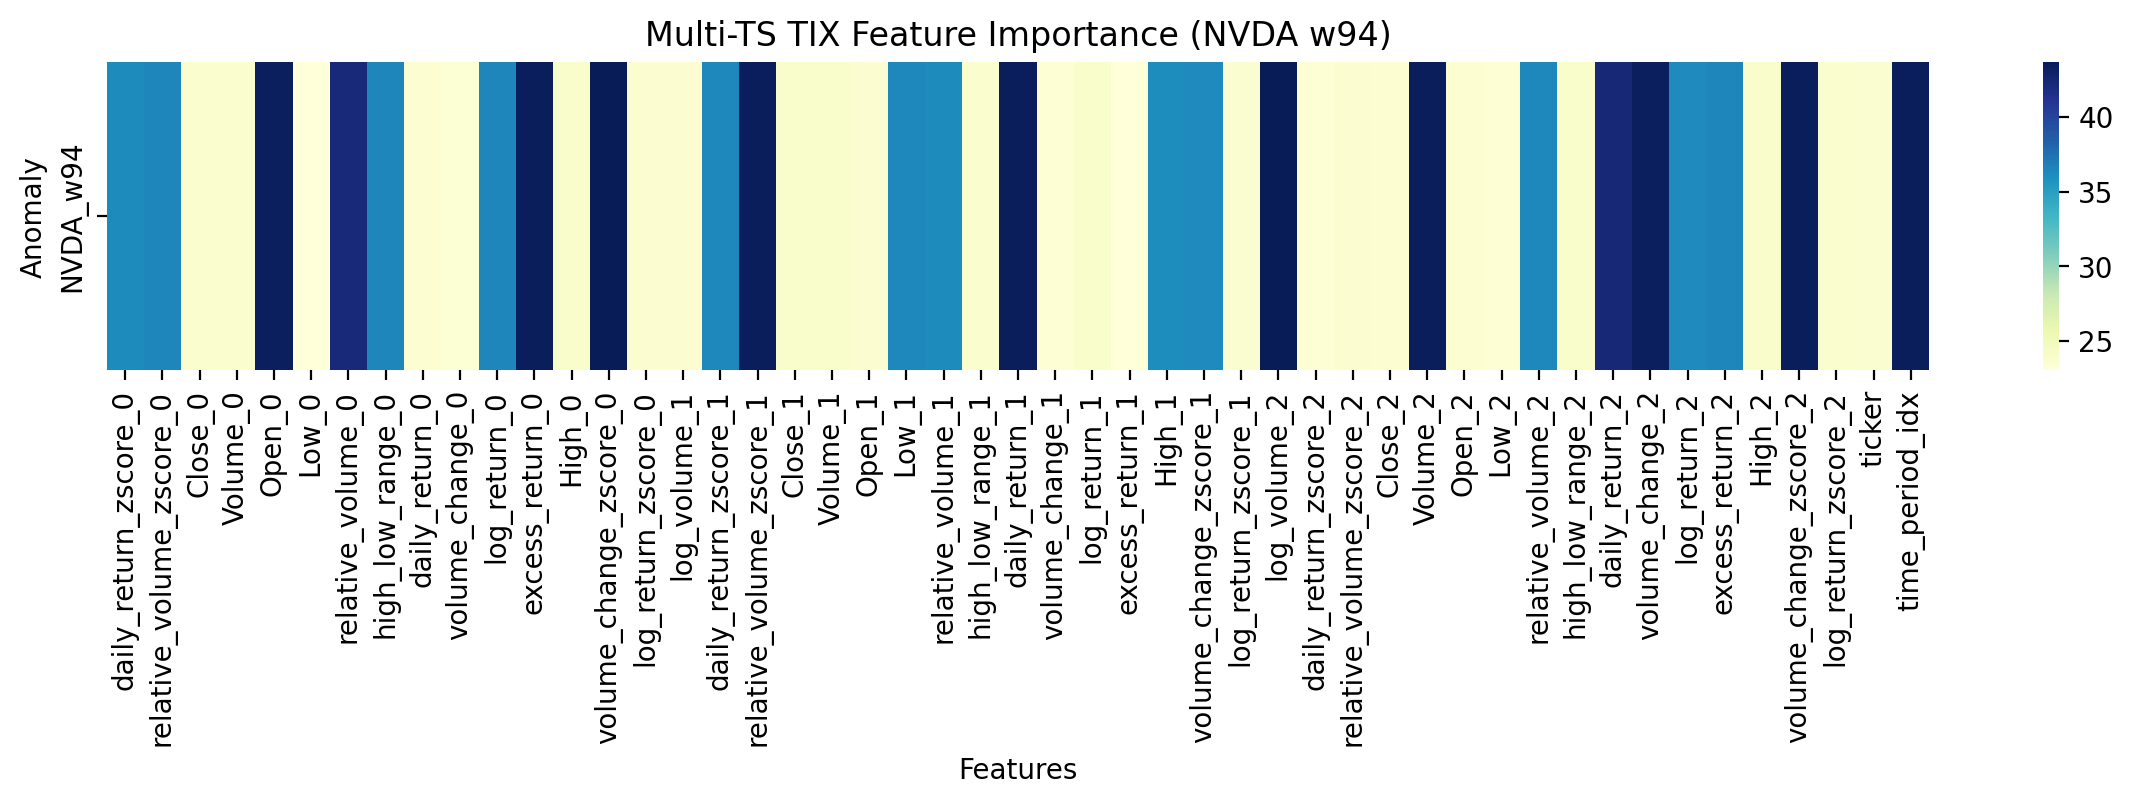 Multi-TS TIX Feature Importance (NVDA w94)
Anomaly
NVDA_w94
40
35
30
25
daily_return_zscore_0
relative_volume_zscore_0
Close_0
Volume_0
Open_0
Low_0
relative_volume_0
high_low_range_0
daily_return_0
volume_change_0
log_return_0
excess_return_0
High_0
volume_change_zscore_0
log_return_zscore_0
log_volume_1
daily_return_zscore_1
relative_volume_zscore_1
Close_1
Volume_1
Open_1
Low_1
relative_volume_1
high_low_range_1
daily_return_1
volume_change_1
log_return_1
excess_return_1
High_1
volume_change_zscore_1
log_return_zscore_1
log_volume_2
daily_return_zscore_2
relative_volume_zscore_2
Close_2
Volume_2
Open_2
Low_2
relative_volume_2
high_low_range_2
daily_return_2
volume_change_2
log_return_2
excess_return_2
High_2
volume_change_zscore_2
log_return_zscore_2
ticker
time_period_idx
Features